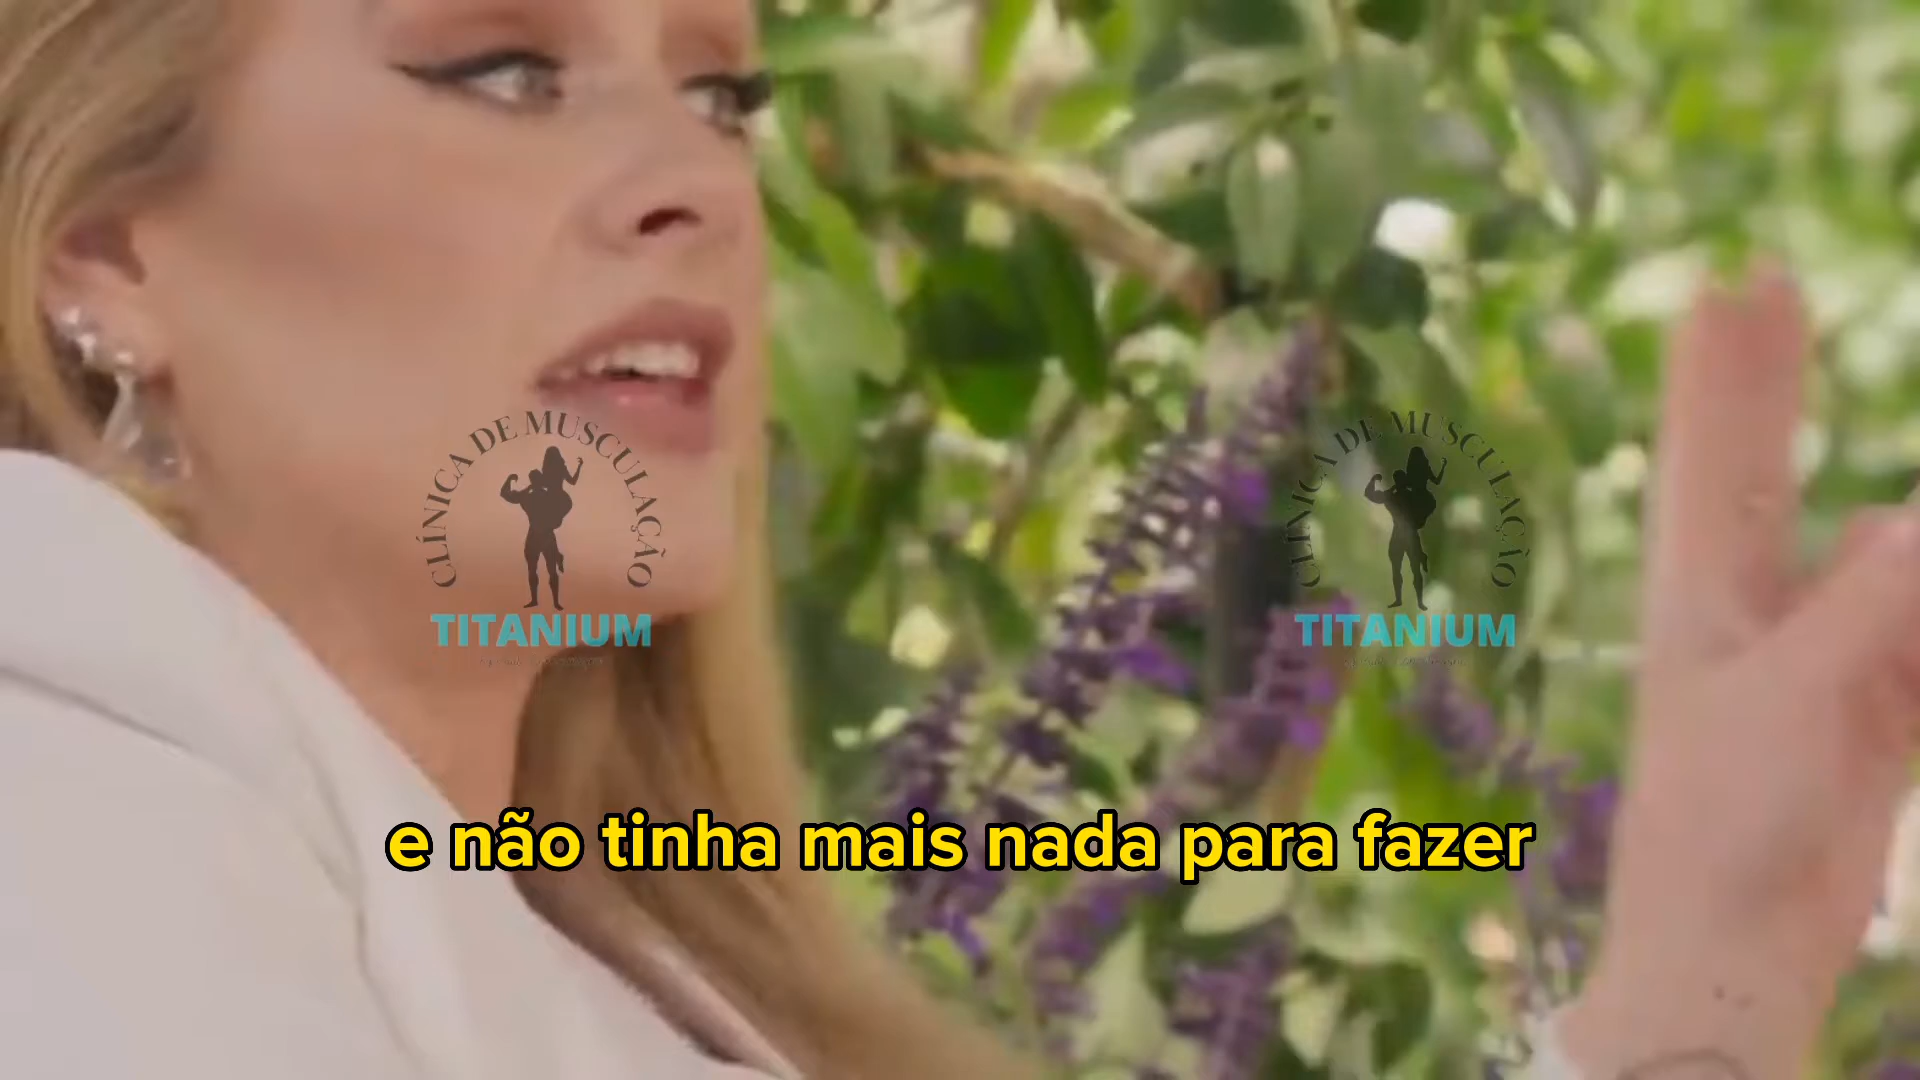 CLÍNICA DE MUSCULAÇÃO
TITANIUM
CLÍNICA DE MUSCULAÇÃO
TITANIUM
e não tinha mais nada para fazer